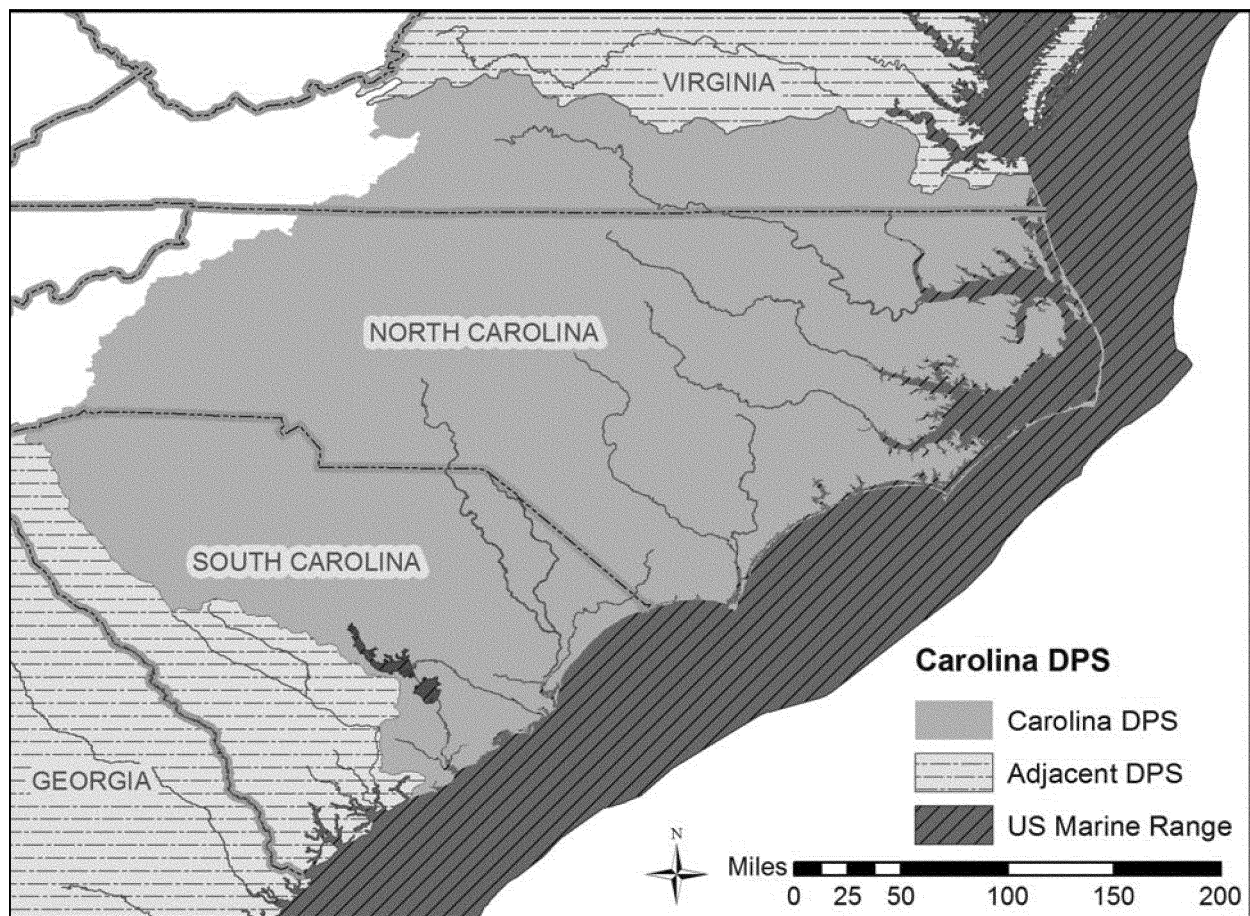 VIRGINIA
NORTH CAROLINA
SOUTH CAROLINA
GEORGIA
Carolina DPS
Carolina DPS
Adjacent DPS
US Marine Range
N
Miles
0 25 50 100 150 200